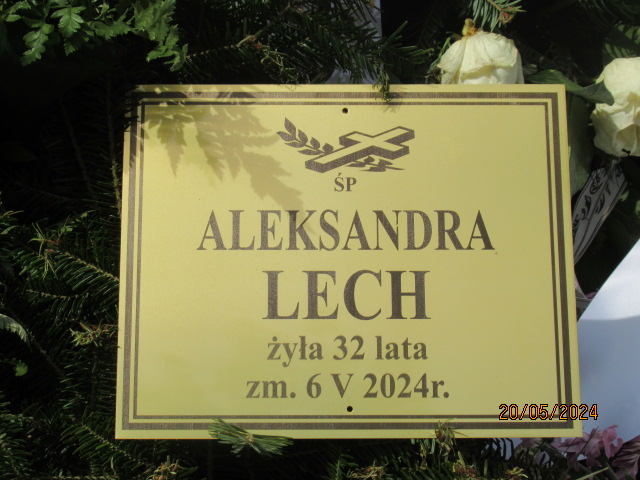 ŚP
ALEKSANDRA
LECH
żyła 32 lata
zm. 6 V 2024r.
20/05/2024